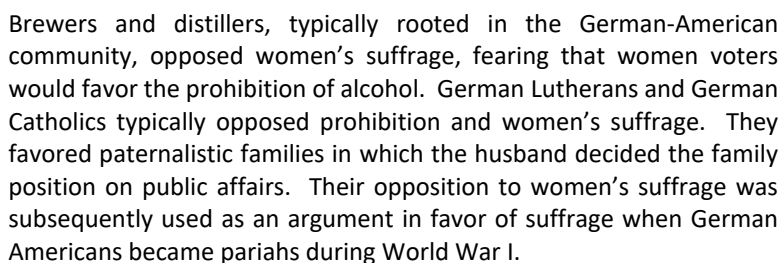 Brewers and distillers, typically rooted in the German-American
community, opposed women’s suffrage, fearing that women voters
would favor the prohibition of alcohol.  German Lutherans and German
Catholics typically opposed prohibition and women’s suffrage.  They
favored paternalistic families in which the husband decided the family
position on public affairs.  Their opposition to women’s suffrage was
subsequently used as an argument in favor of suffrage when German
Americans became pariahs during World War I.